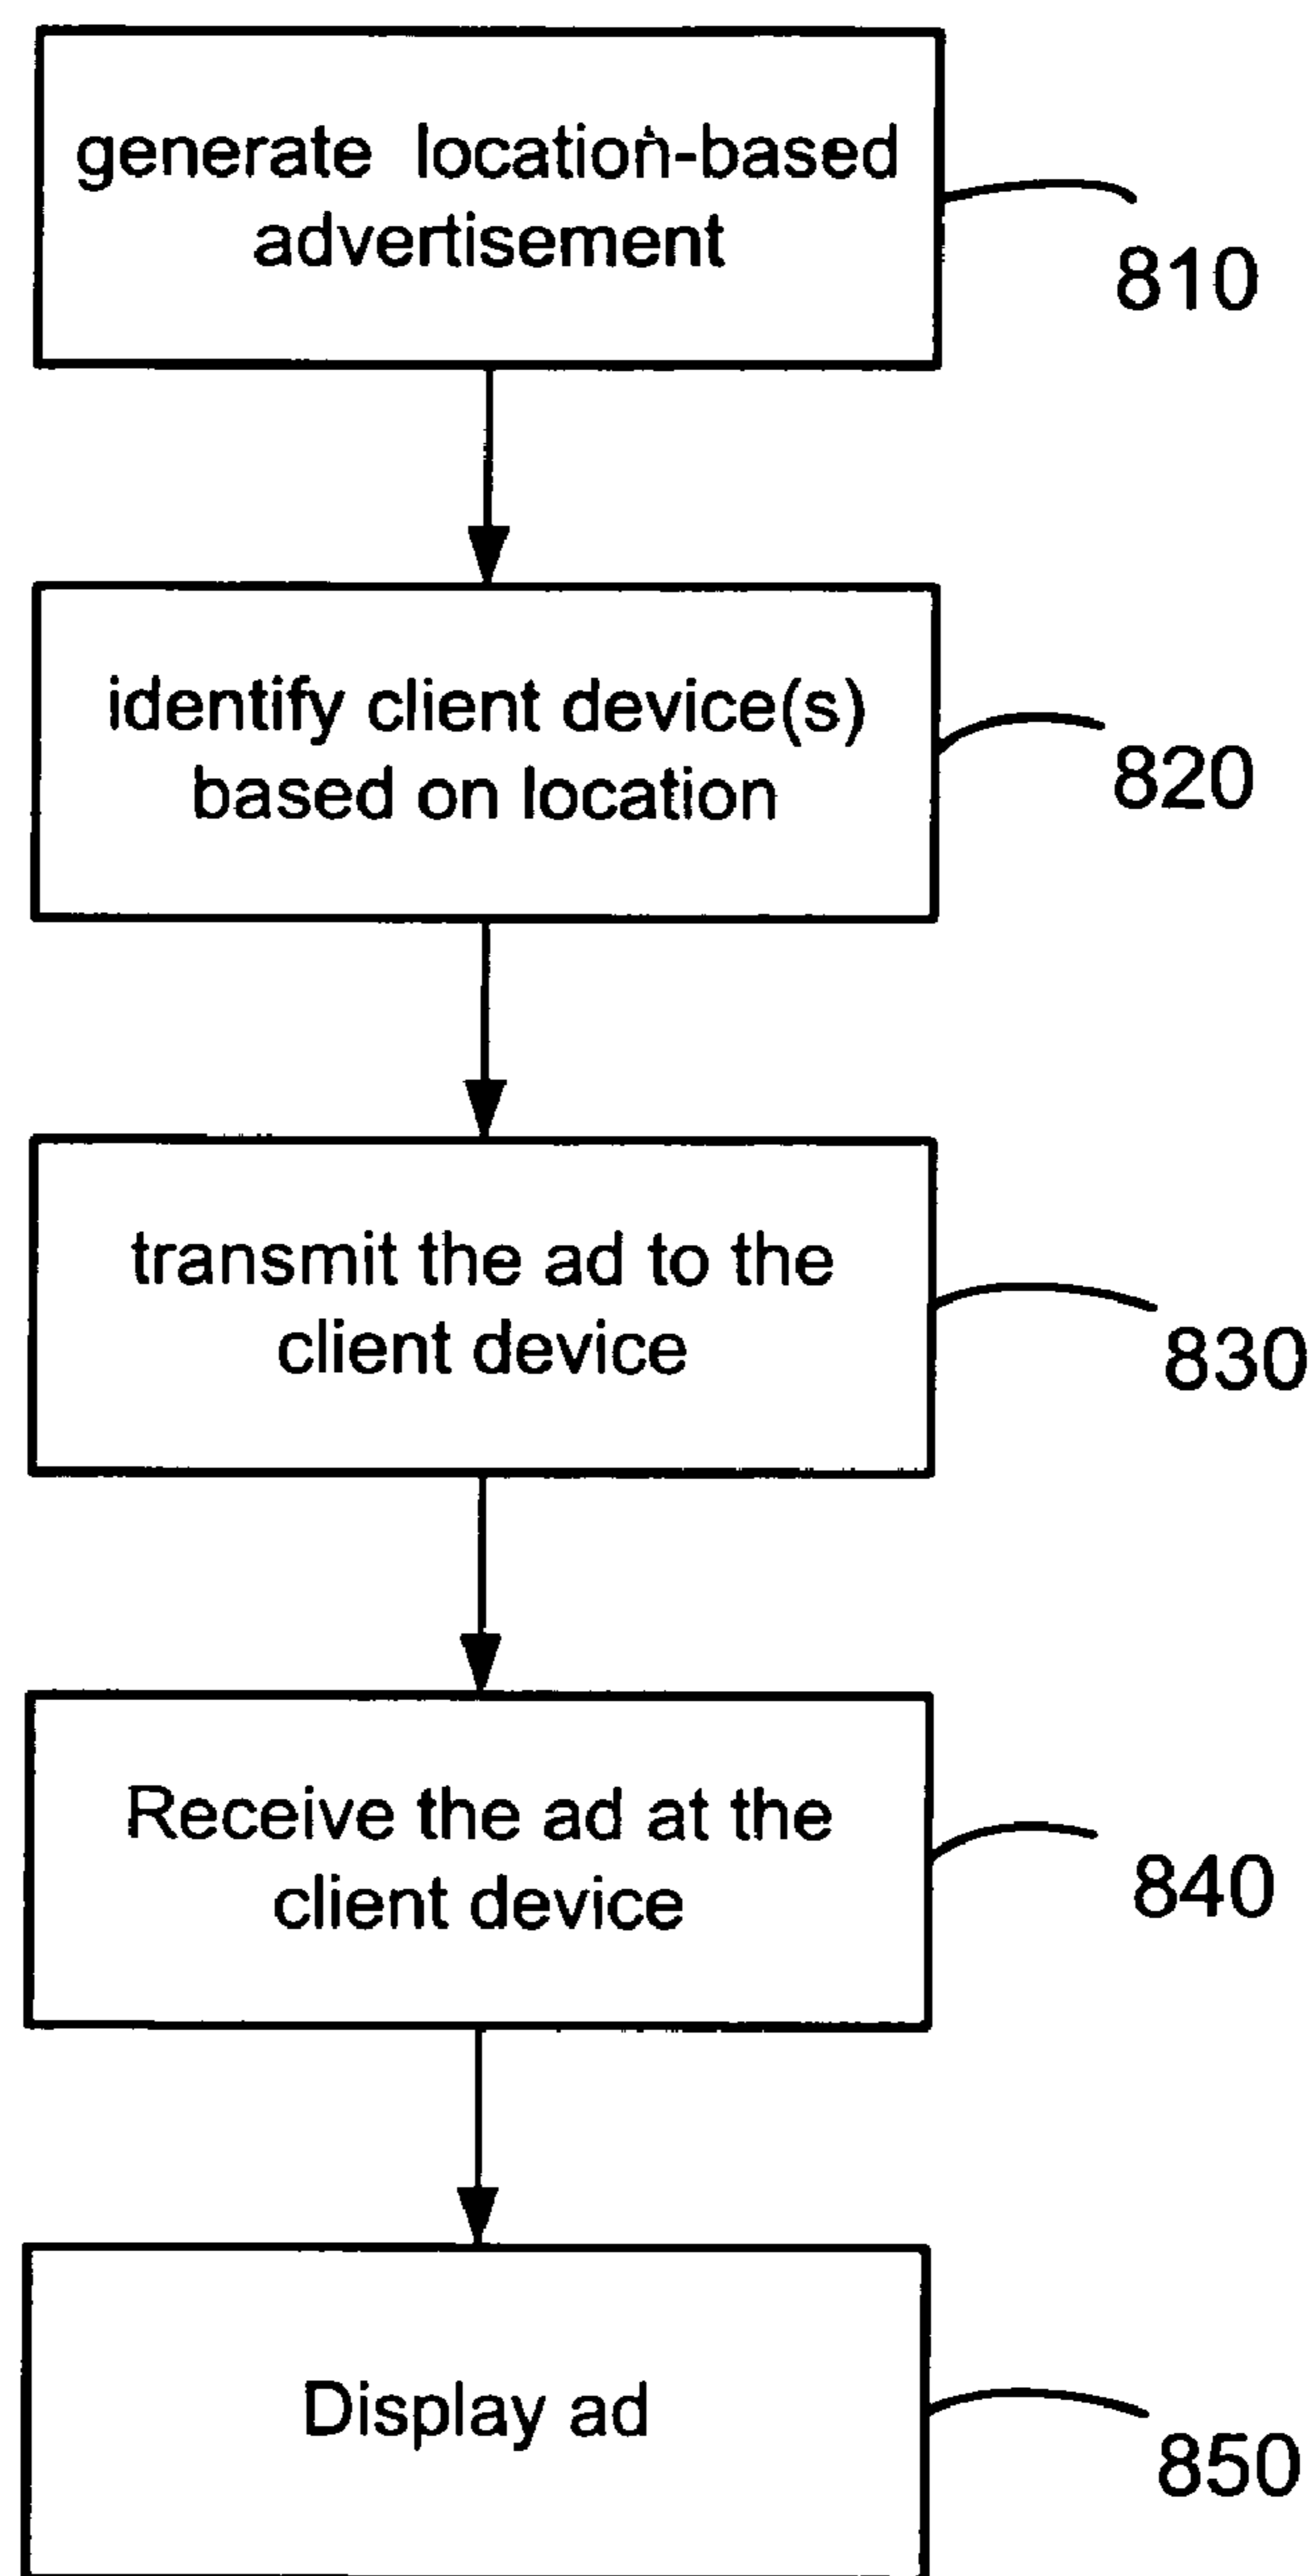 generate location-based
advertisement
810
identify client device(s)
based on location
820
transmit the ad to the
client device
830
Receive the ad at the
client device
840
Display ad
850